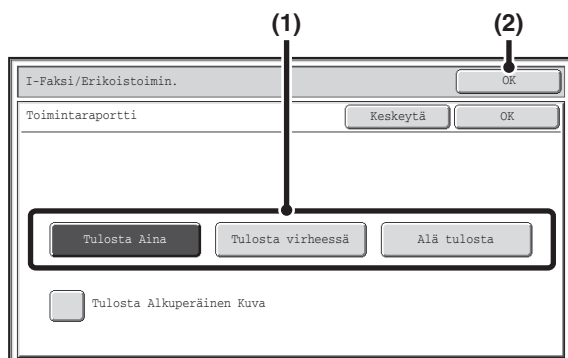 (1) (2)
I-Faksi/Erikoistoimin. OK
Toimintaraportti Keskeytä OK
Tulosta Aina Tulosta virheessä Alä tulosta
Tulosta Alkuperäinen Kuva